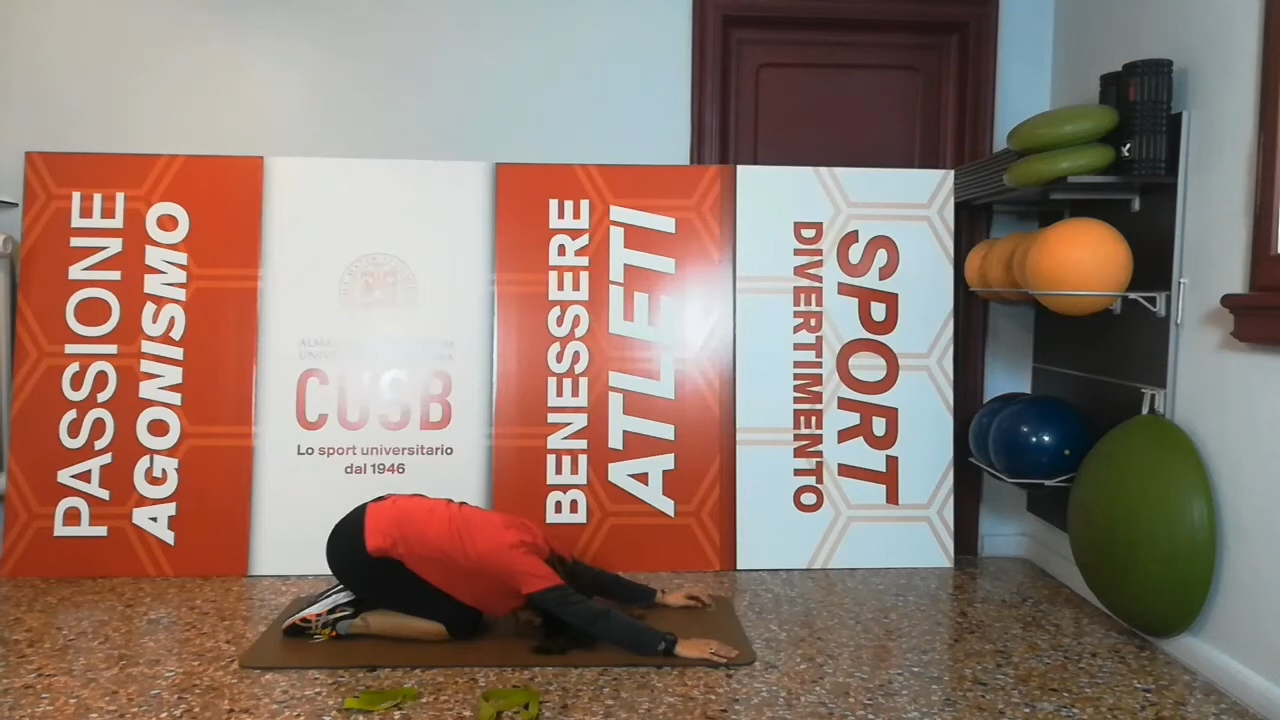 PASSIONE
AGONISMO
CUSB
Lo sport universitario
dal 1946
BENESSERE
ATLETI
SPORT
DIVERTIMENTO